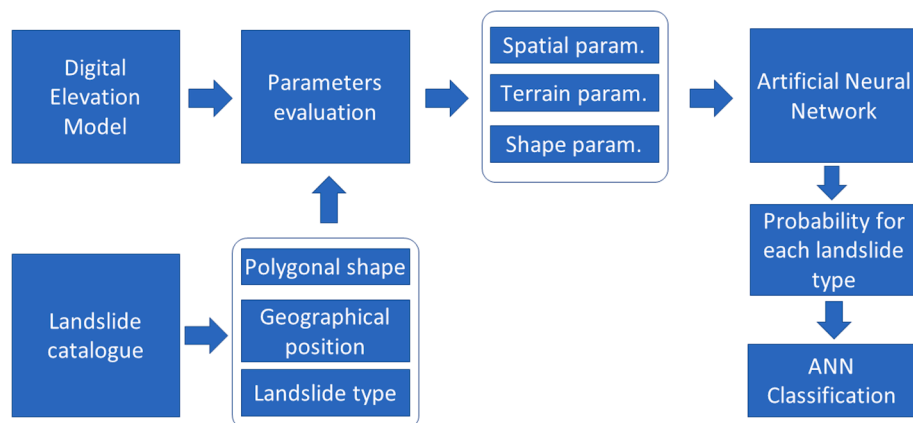 Digital
Elevation
Model
Parameters
evaluation
Spatial param.
Terrain param.
Shape param.
Artificial Neural
Network
Probability for
each landslide
type
ANN
Classification
Landslide
catalogue
Polygonal shape
Geographical
position
Landslide type